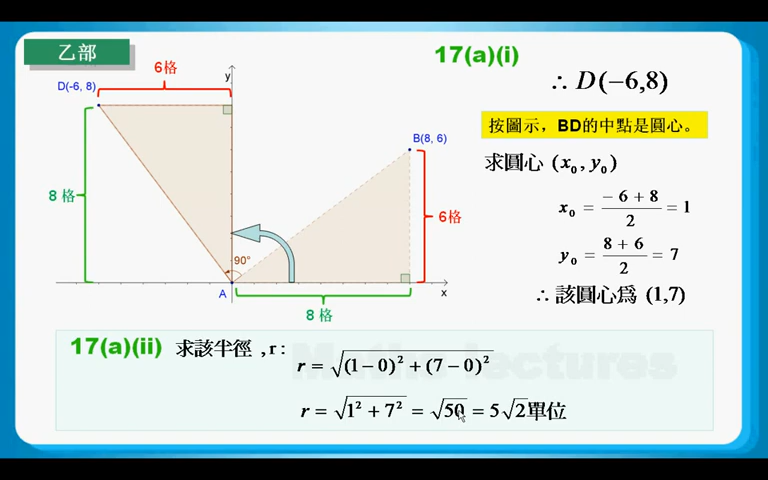 乙部
17(a)(i)
6格
y
D(-6, 8)
∴ D(−6,8)
按圖示，BD的中點是圓心。
B(8, 6)
求圓心 (x₀, y₀)
8 格
x₀ = (−6 + 8)/2 = 1
6格
y₀ = (8 + 6)/2 = 7
90°
A
x
∴ 該圓心爲 (1,7)
8 格
17(a)(ii) 求該半徑 , r :
Maths lectures
r = √((1−0)² + (7−0)²)
r = √(1² + 7²) = √50 = 5√2單位